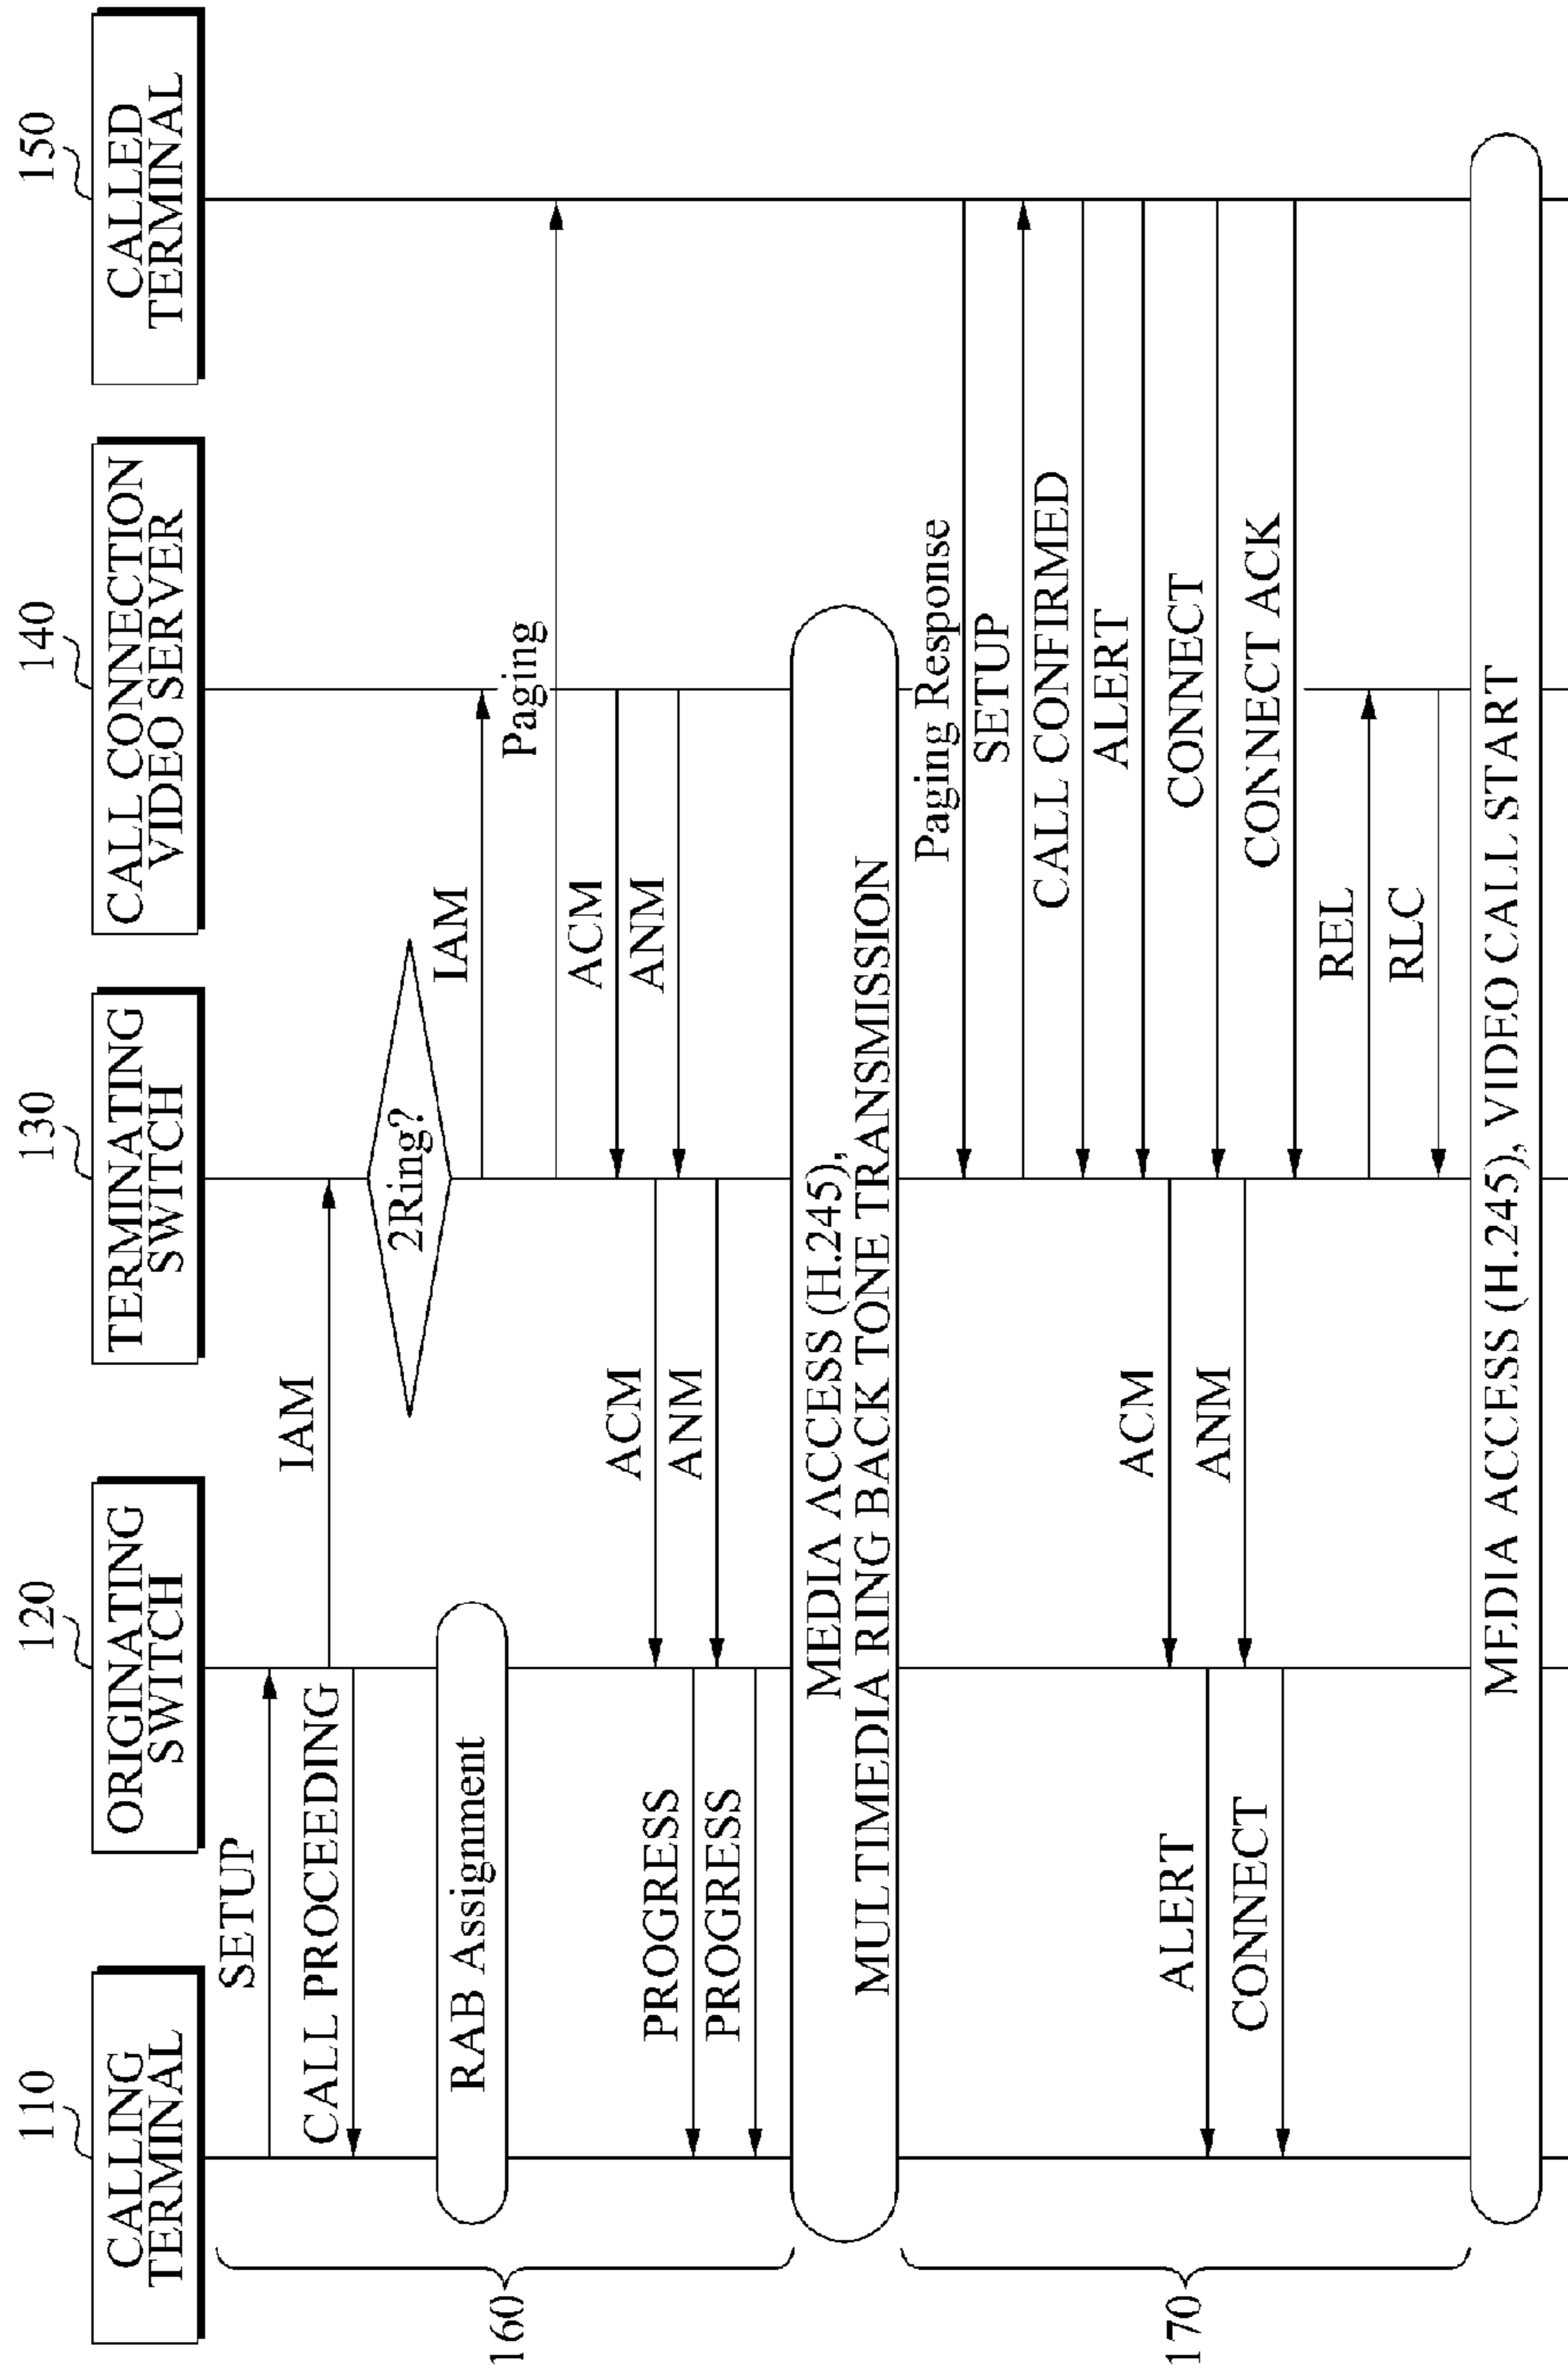 110
CALLING
TERMINAL
120
ORIGINATING
SWITCH
130
TERMINATING
SWITCH
140
CALL CONNECTION
VIDEO SERVER
150
CALLED
TERMINAL
160
SETUP
IAM
CALL PROCEEDING
2Ring?
RAB Assignment
IAM
Paging
ACM
ACM
PROGRESS
ANM
ANM
PROGRESS
MEDIA ACCESS (H.245),
MULTIMEDIA RING BACK TONE TRANSMISSION
170
Paging Response
SETUP
CALL CONFIRMED
ALERT
ACM
ALERT
CONNECT
ANM
CONNECT
CONNECT ACK
REL
RLC
MEDIA ACCESS (H.245), VIDEO CALL START